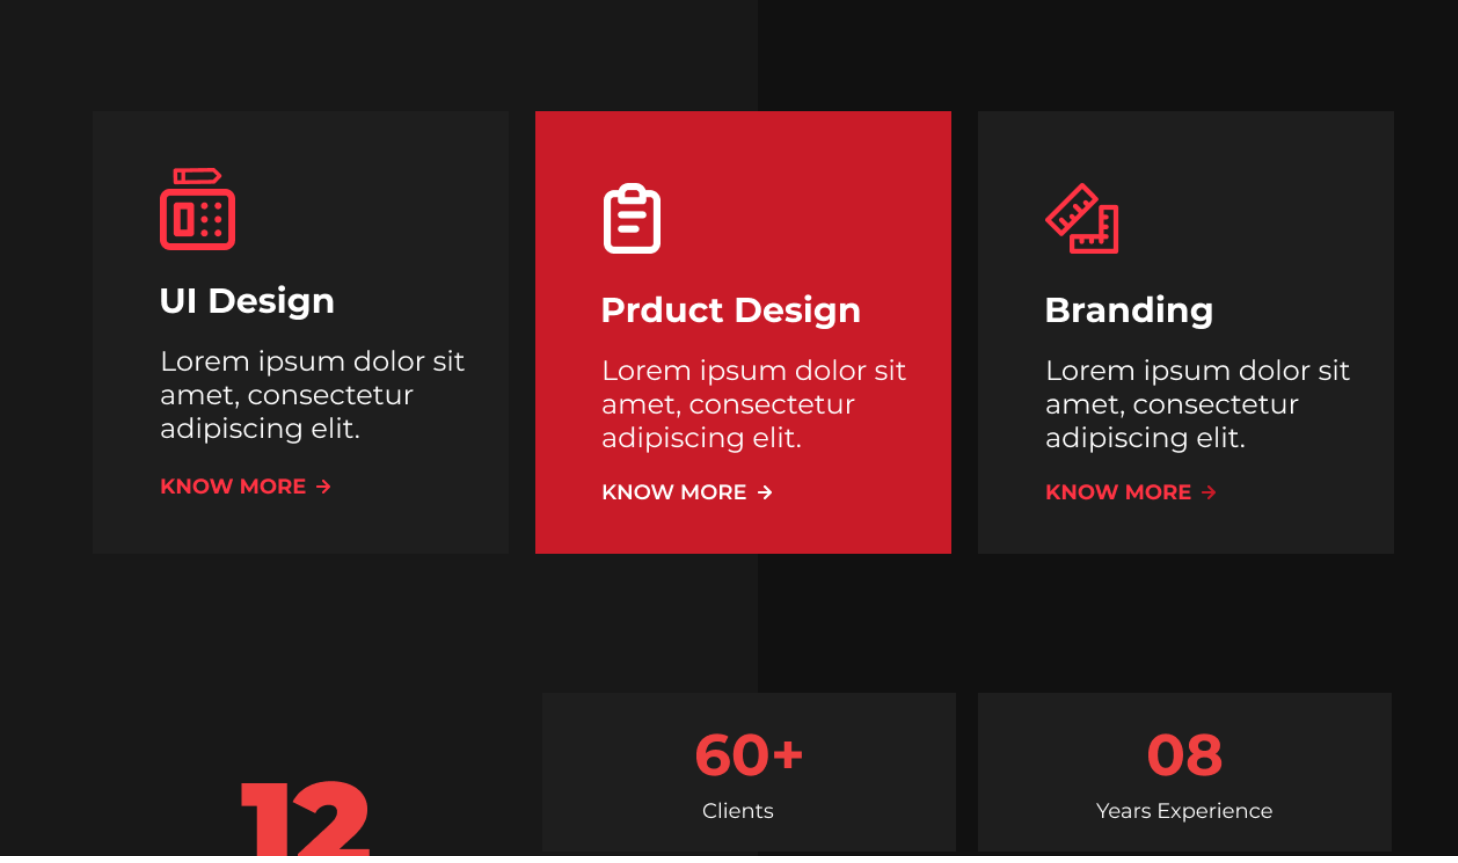 UI Design
Lorem ipsum dolor sit
amet, consectetur
adipiscing elit.
KNOW MORE →
Prduct Design
Lorem ipsum dolor sit
amet, consectetur
adipiscing elit.
KNOW MORE →
Branding
Lorem ipsum dolor sit
amet, consectetur
adipiscing elit.
KNOW MORE →
12
60+
Clients
08
Years Experience